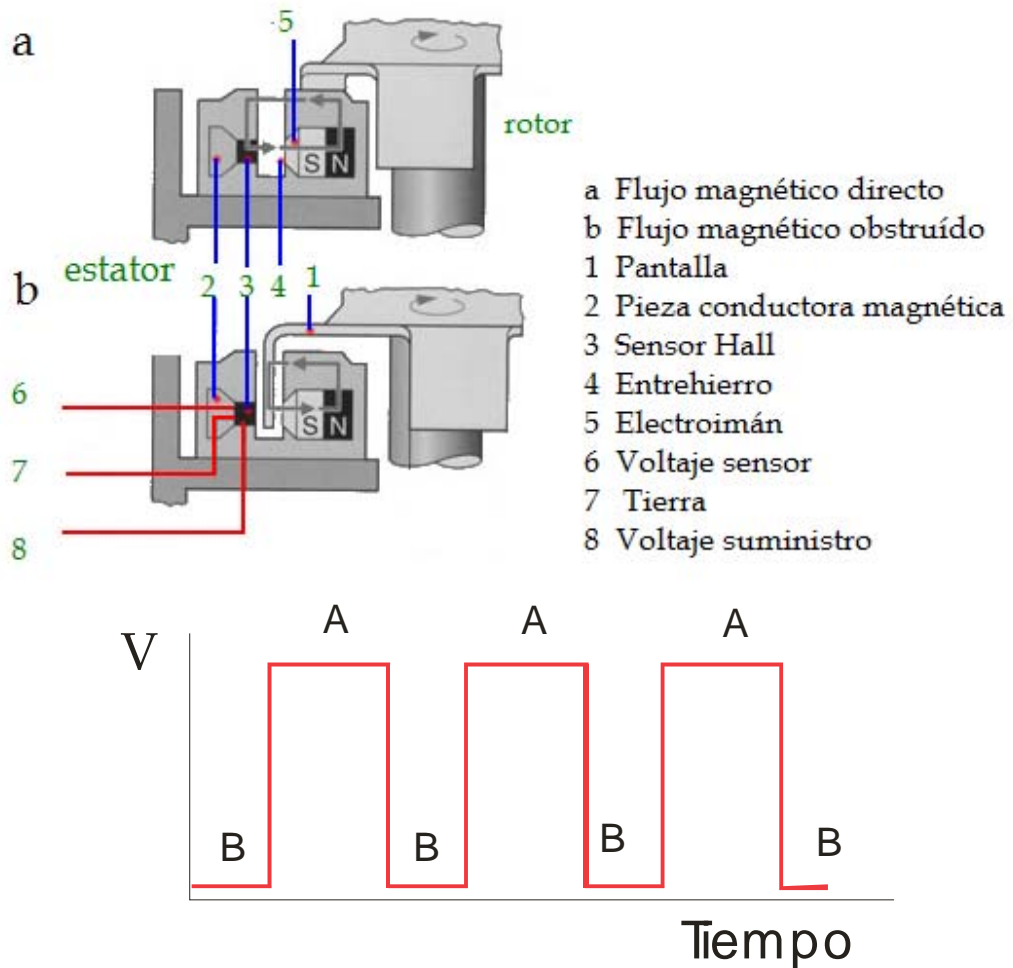 a
5
rotor
S N
estator
2 3 4 1
b
6
S N
7
8
a Flujo magnético directo
b Flujo magnético obstruído
1 Pantalla
2 Pieza conductora magnética
3 Sensor Hall
4 Entrehierro
5 Electroimán
6 Voltaje sensor
7 Tierra
8 Voltaje suministro
V
A A A
B B B B
Tiempo